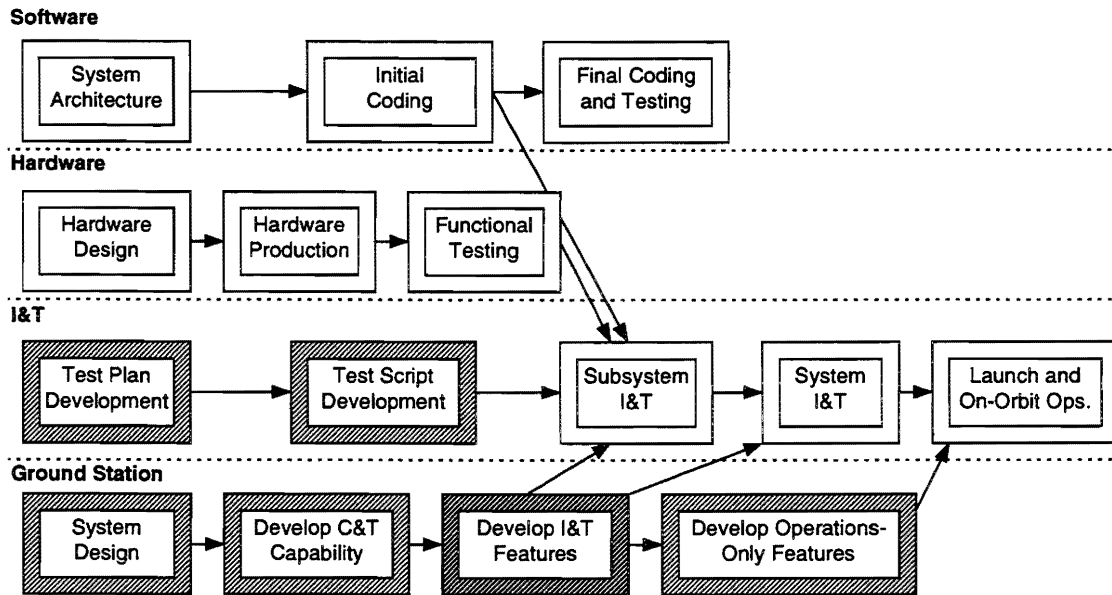 Software
System
Architecture
Initial
Coding
Final Coding
and Testing
Hardware
Hardware
Design
Hardware
Production
Functional
Testing
I&T
Test Plan
Development
Test Script
Development
Subsystem
I&T
System
I&T
Launch and
On-Orbit Ops.
Ground Station
System
Design
Develop C&T
Capability
Develop I&T
Features
Develop Operations-
Only Features